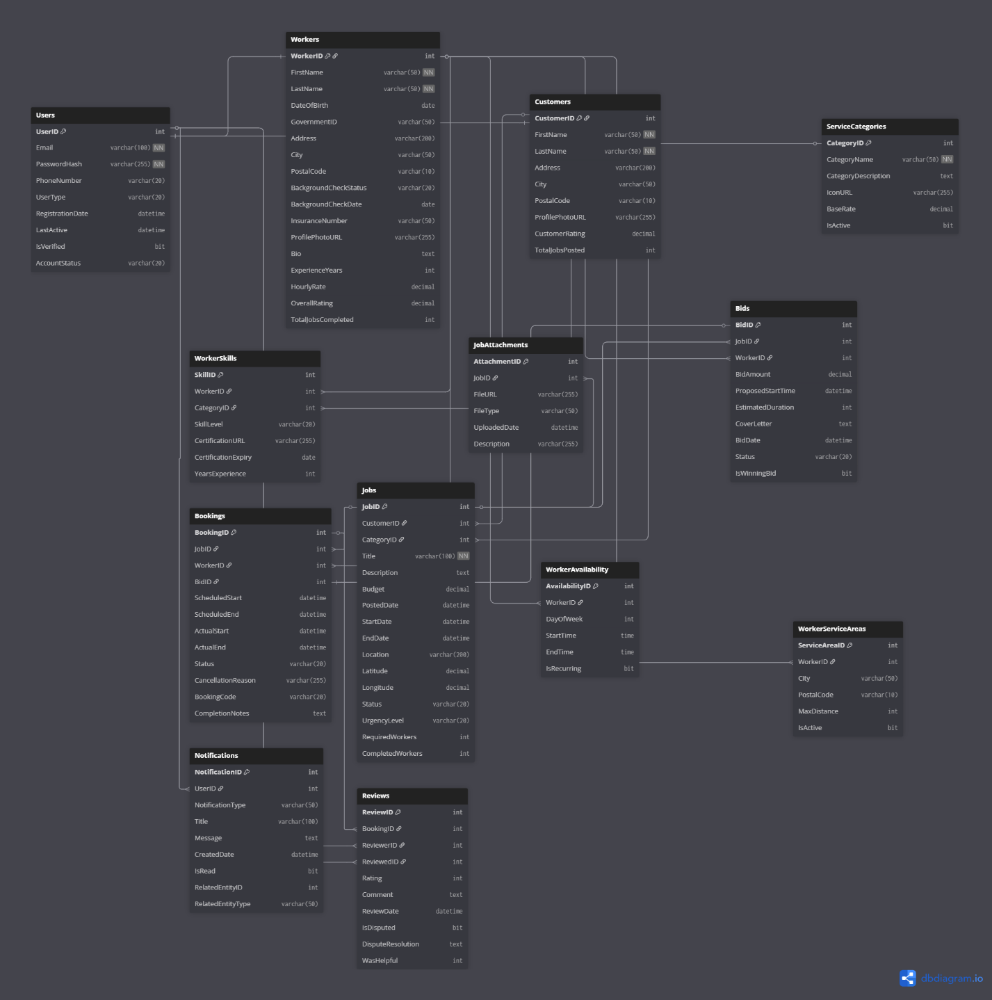 Workers
WorkerID int
FirstName varchar(50) NN
LastName varchar(50) NN
DateOfBirth date
GovernmentID varchar(50)
Address varchar(200)
City varchar(50)
PostalCode varchar(10)
BackgroundCheckStatus varchar(20)
BackgroundCheckDate date
InsuranceNumber varchar(50)
ProfilePhotoURL varchar(255)
Bio text
ExperienceYears int
HourlyRate decimal
OverallRating decimal
TotalJobsCompleted int
Users
UserID int
Email varchar(100) NN
PasswordHash varchar(255) NN
PhoneNumber varchar(20)
UserType varchar(20)
RegistrationDate datetime
LastActive datetime
IsVerified bit
AccountStatus varchar(20)
Customers
CustomerID int
FirstName varchar(50) NN
LastName varchar(50) NN
Address varchar(200)
City varchar(50)
PostalCode varchar(10)
ProfilePhotoURL varchar(255)
CustomerRating decimal
TotalJobsPosted int
ServiceCategories
CategoryID int
CategoryName varchar(50) NN
CategoryDescription text
IconURL varchar(255)
BaseRate decimal
IsActive bit
Bids
BidID int
JobID int
WorkerID int
BidAmount decimal
ProposedStartTime datetime
EstimatedDuration int
CoverLetter text
BidDate datetime
Status varchar(20)
IsWinningBid bit
JobAttachments
AttachmentID int
JobID int
FileURL varchar(255)
FileType varchar(50)
UploadedDate datetime
Description varchar(255)
WorkerSkills
SkillID int
WorkerID int
CategoryID int
SkillLevel varchar(20)
CertificationURL varchar(255)
CertificationExpiry date
YearsExperience int
Jobs
JobID int
CustomerID int
CategoryID int
Title varchar(100) NN
Description text
Budget decimal
PostedDate datetime
StartDate datetime
EndDate datetime
Location varchar(200)
Latitude decimal
Longitude decimal
Status varchar(20)
UrgencyLevel varchar(20)
RequiredWorkers int
CompletedWorkers int
Bookings
BookingID int
JobID int
WorkerID int
BidID int
ScheduledStart datetime
ScheduledEnd datetime
ActualStart datetime
ActualEnd datetime
Status varchar(20)
CancellationReason varchar(255)
BookingCode varchar(20)
CompletionNotes text
WorkerAvailability
AvailabilityID int
WorkerID int
DayOfWeek int
StartTime time
EndTime time
IsRecurring bit
WorkerServiceAreas
ServiceAreaID int
WorkerID int
City varchar(50)
PostalCode varchar(10)
MaxDistance int
IsActive bit
Notifications
NotificationID int
UserID int
NotificationType varchar(50)
Title varchar(100)
Message text
CreatedDate datetime
IsRead bit
RelatedEntityID int
RelatedEntityType varchar(50)
Reviews
ReviewID int
BookingID int
ReviewerID int
ReviewedID int
Rating int
Comment text
ReviewDate datetime
IsDisputed bit
DisputeResolution text
WasHelpful int
dbdiagram.io